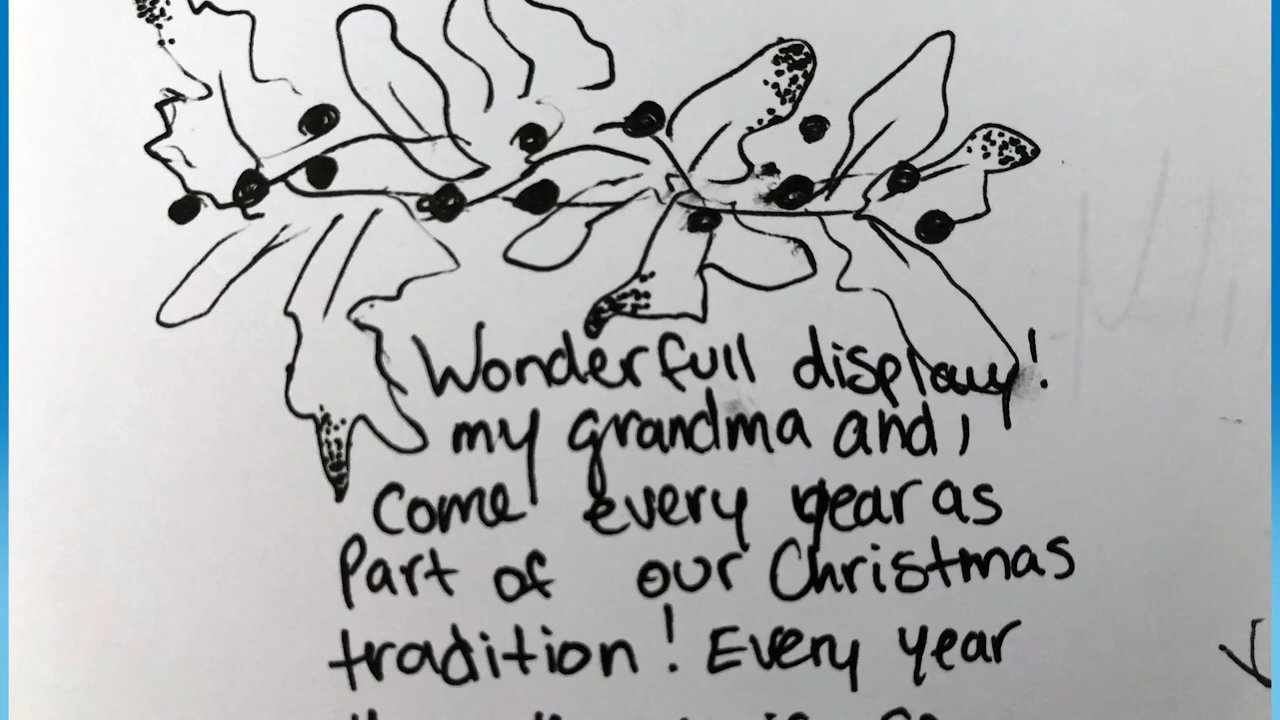 Wonderfull display!
my grandma and i
Come every year as
Part of our Christmas
tradition! Every year